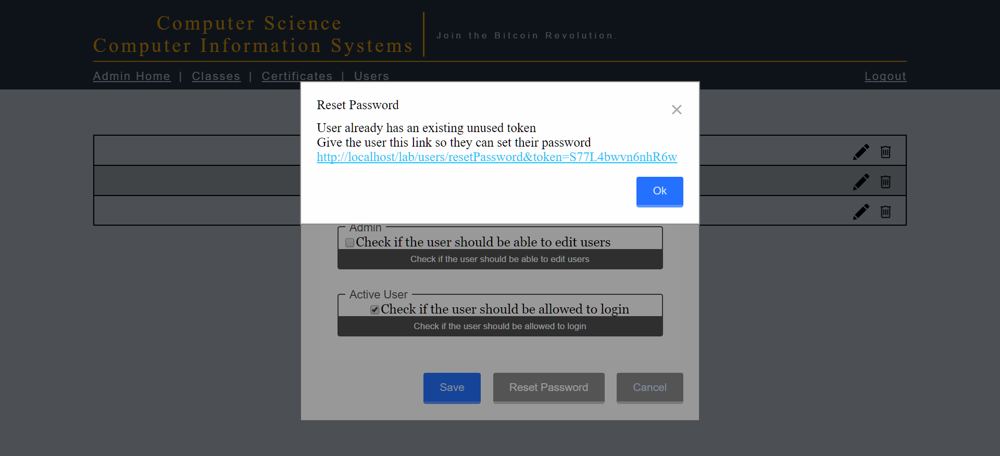 Computer Science
Computer Information Systems
Join the Bitcoin Revolution.
Admin Home | Classes | Certificates | Users
Logout
Reset Password
User already has an existing unused token
Give the user this link so they can set their password
http://localhost/lab/users/resetPassword&token=S77L4bwvn6nhR6w
Ok
Admin
Check if the user should be able to edit users
Check if the user should be able to edit users
Active User
Check if the user should be allowed to login
Check if the user should be allowed to login
Save
Reset Password
Cancel